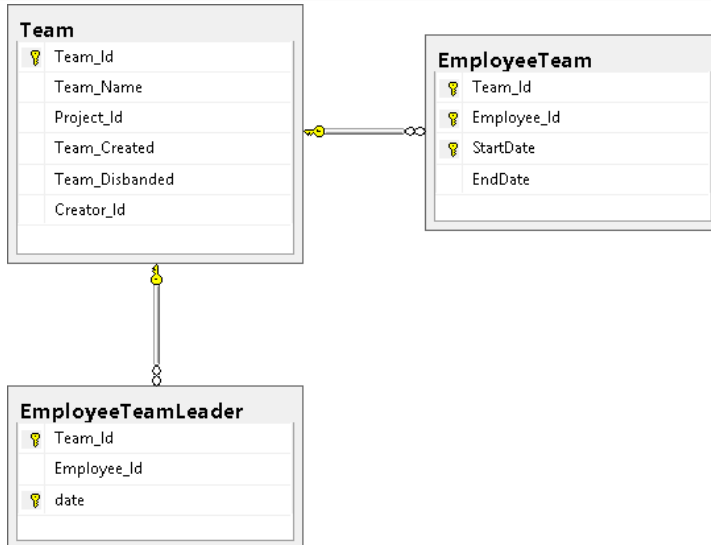 Team
Team_Id
Team_Name
Project_Id
Team_Created
Team_Disbanded
Creator_Id
EmployeeTeam
Team_Id
Employee_Id
StartDate
EndDate
EmployeeTeamLeader
Team_Id
Employee_Id
date